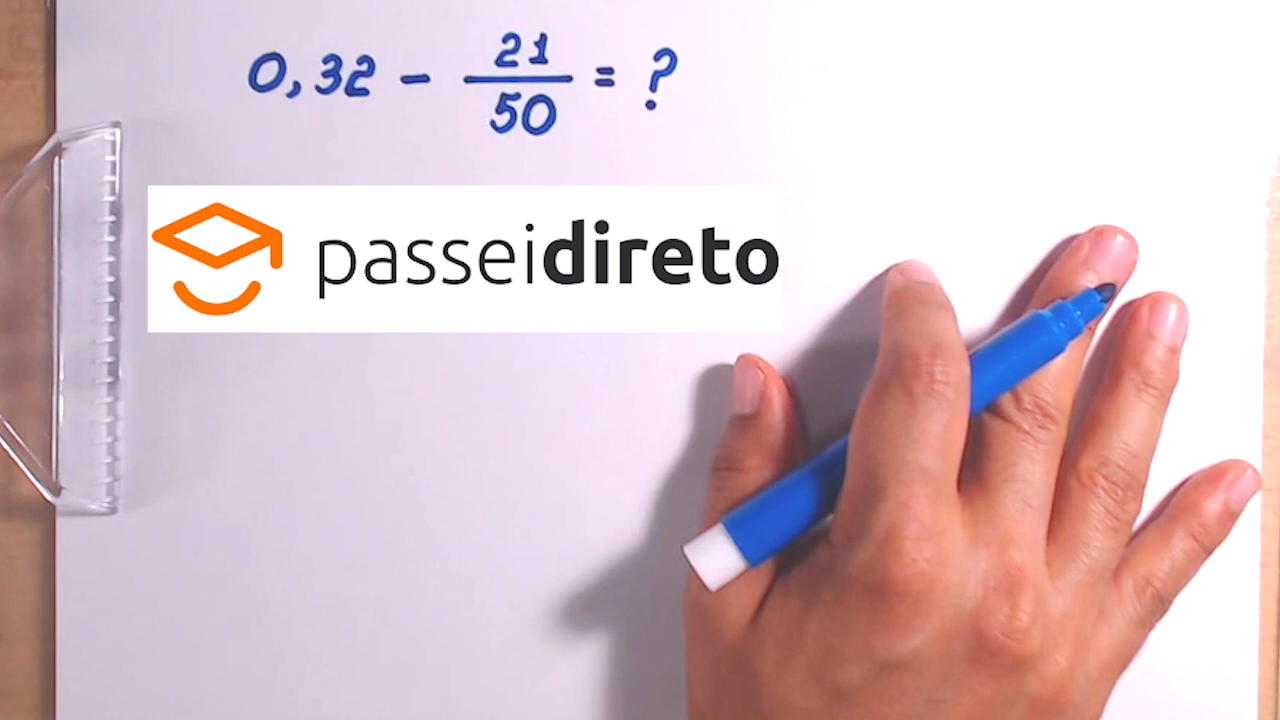 0,32 - 21/50 = ?
passeidireto